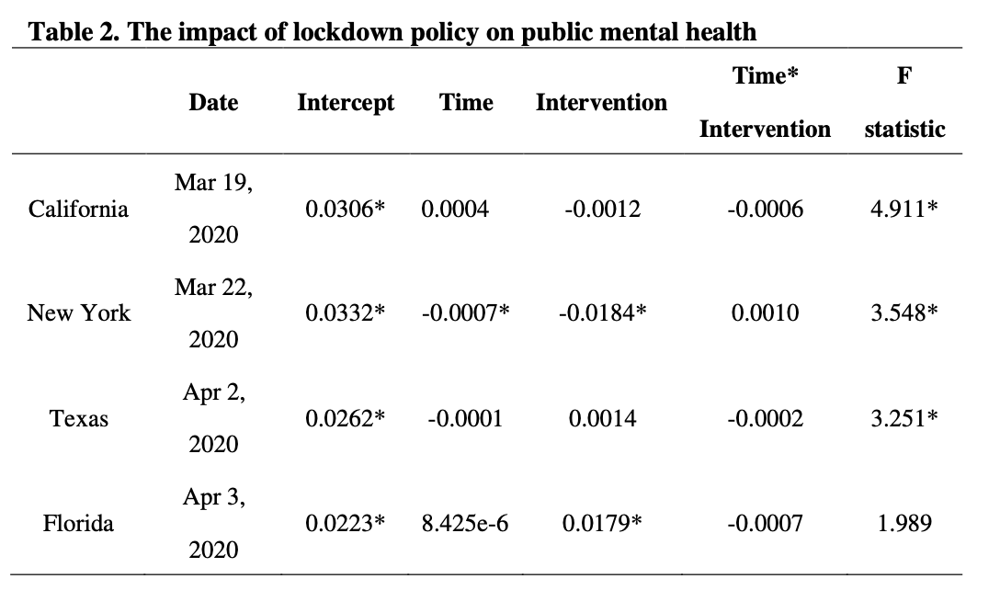 Table 2. The impact of lockdown policy on public mental health
Date Intercept Time Intervention Time* Intervention F statistic
California Mar 19, 2020 0.0306* 0.0004 -0.0012 -0.0006 4.911*
New York Mar 22, 2020 0.0332* -0.0007* -0.0184* 0.0010 3.548*
Texas Apr 2, 2020 0.0262* -0.0001 0.0014 -0.0002 3.251*
Florida Apr 3, 2020 0.0223* 8.425e-6 0.0179* -0.0007 1.989